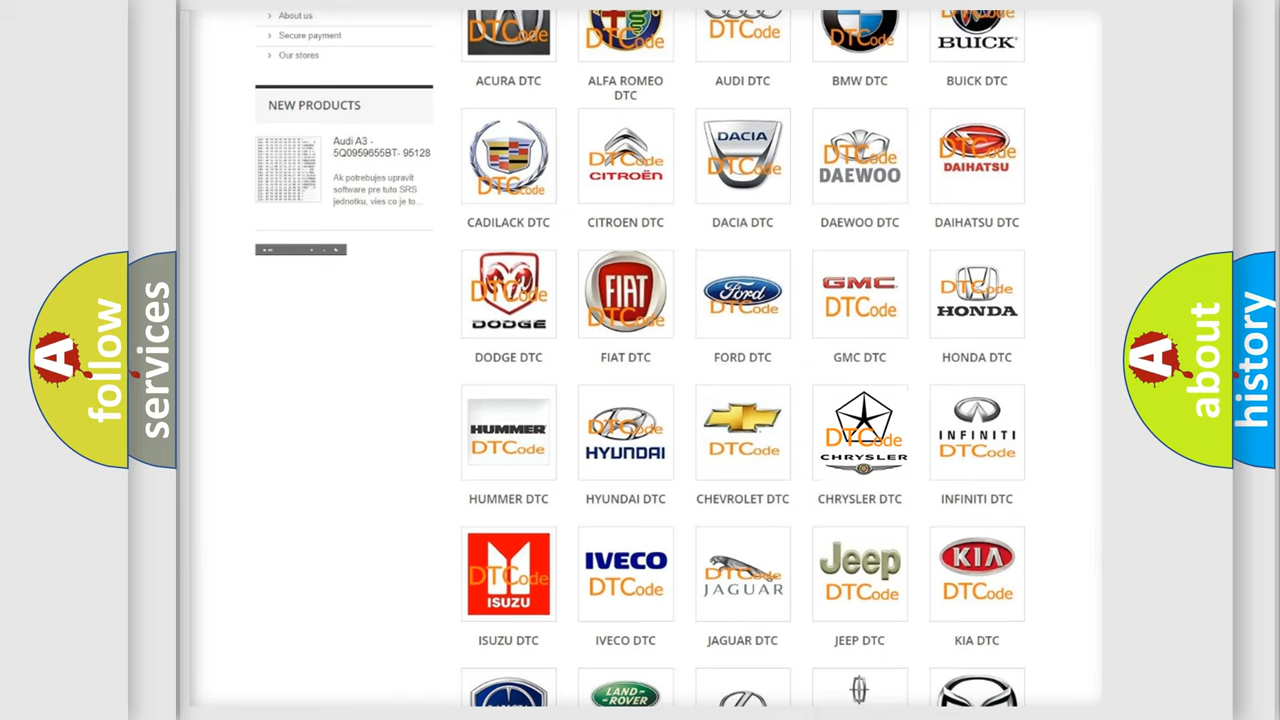 About us
Secure payment
Our stores
NEW PRODUCTS
Audi A3 -
5Q0959655BT- 95128
Ak potrebujes upravit
software pre tuto SRS
jednotku, vies co je to...
DTCode
DTCode
DTCode
DTCode
BUICK
ACURA DTC
ALFA ROMEO
DTC
AUDI DTC
BMW DTC
BUICK DTC
DTCode
DTCode
CITROËN
DACIA
DTCode
DTCode
DAEWOO
DTCode
DAIHATSU
CADILACK DTC
CITROEN DTC
DACIA DTC
DAEWOO DTC
DAIHATSU DTC
DTCode
DODGE
FIAT
DTCode
Ford
DTCode
GMC
DTCode
DTCode
HONDA
DODGE DTC
FIAT DTC
FORD DTC
GMC DTC
HONDA DTC
HUMMER
DTCode
DTCode
HYUNDAI
DTCode
DTCode
CHRYSLER
INFINITI
DTCode
HUMMER DTC
HYUNDAI DTC
CHEVROLET DTC
CHRYSLER DTC
INFINITI DTC
DTCode
ISUZU
IVECO
DTCode
DTCode
JAGUAR
Jeep
DTCode
KIA
DTCode
ISUZU DTC
IVECO DTC
JAGUAR DTC
JEEP DTC
KIA DTC
LAND-
ROVER
A
follow
services
A
about
history